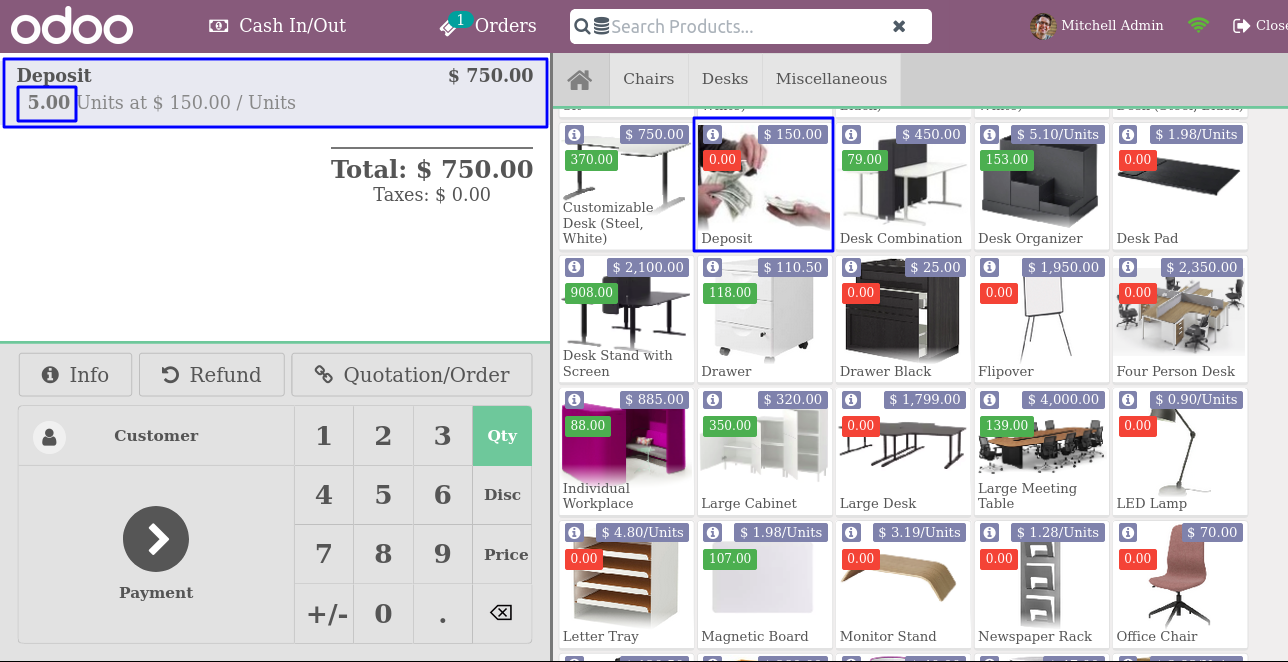 odoo
Cash In/Out
1
Orders
Search Products...
Mitchell Admin
Close
Deposit
$ 750.00
5.00 Units at $ 150.00 / Units
Total: $ 750.00
Taxes: $ 0.00
Info
Refund
Quotation/Order
Customer
1 2 3 Qty
4 5 6 Disc
7 8 9 Price
+/- 0 .
Payment
Chairs
Desks
Miscellaneous
$ 750.00
370.00
Customizable
Desk (Steel,
White)
$ 150.00
0.00
Deposit
$ 450.00
79.00
Desk Combination
$ 5.10/Units
153.00
Desk Organizer
$ 1.98/Units
0.00
Desk Pad
$ 2,100.00
908.00
Desk Stand with
Screen
$ 110.50
118.00
Drawer
$ 25.00
0.00
Drawer Black
$ 1,950.00
0.00
Flipover
$ 2,350.00
0.00
Four Person Desk
$ 885.00
88.00
Individual
Workplace
$ 320.00
350.00
Large Cabinet
$ 1,799.00
0.00
Large Desk
$ 4,000.00
139.00
Large Meeting
Table
$ 0.90/Units
0.00
LED Lamp
$ 4.80/Units
0.00
Letter Tray
$ 1.98/Units
107.00
Magnetic Board
$ 3.19/Units
0.00
Monitor Stand
$ 1.28/Units
0.00
Newspaper Rack
$ 70.00
0.00
Office Chair